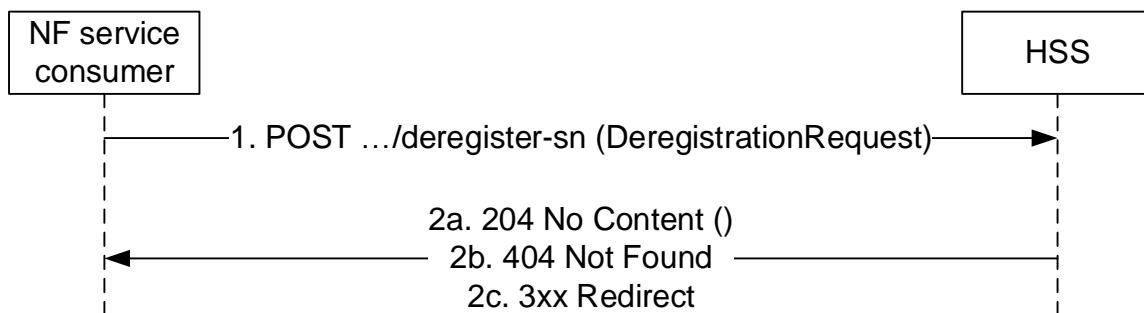 NF service
consumer
HSS
1. POST …/deregister-sn (DeregistrationRequest)
2a. 204 No Content ()
2b. 404 Not Found
2c. 3xx Redirect